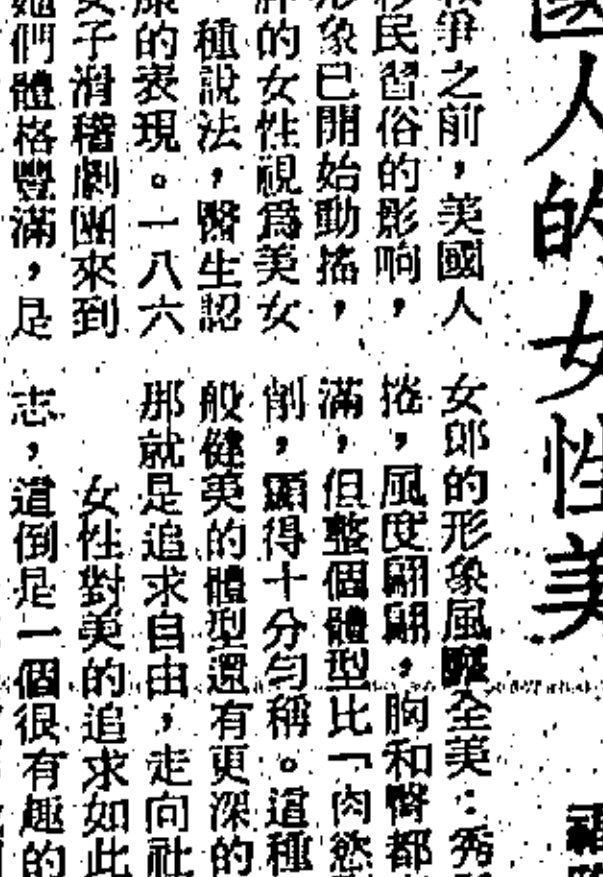 國人的女性美
爭之前，美國人
移民習俗的影响，
形象已開始動搖，
的女性視爲美女
種說法，醫生認
康的表現。一八六
女子滑稽劇團來到
她們體格豐滿，是
女郎的形象風靡全美：秀
捲，風度翩翩，胸和臀都
滿，但整個體型比「肉慾
削，顯得十分勻稱。這種
般健美的體型還有更深的
那就是追求自由，走向社
女性對美的追求如此
志，這倒是一個很有趣的